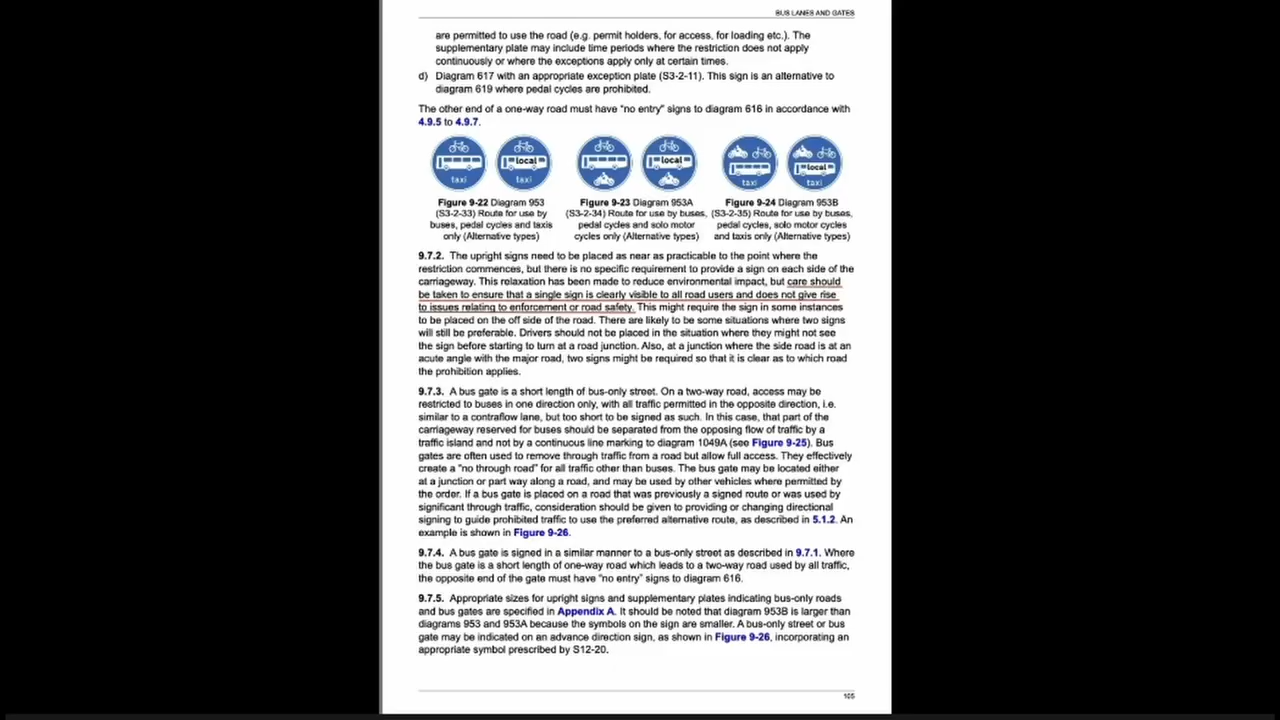 BUS LANES AND GATES
are permitted to use the road (e.g. permit holders, for access, for loading etc.). The
supplementary plate may include time periods where the restriction does not apply
continuously or where the exceptions apply only at certain times.
d) Diagram 617 with an appropriate exception plate (S3-2-11). This sign is an alternative to
diagram 619 where pedal cycles are prohibited.
The other end of a one-way road must have "no entry" signs to diagram 616 in accordance with
4.9.5 to 4.9.7.
taxi
local
taxi
local
taxi
local
taxi
Figure 9-22 Diagram 953
(S3-2-33) Route for use by
buses, pedal cycles and taxis
only (Alternative types)
Figure 9-23 Diagram 953A
(S3-2-34) Route for use by buses,
pedal cycles and solo motor
cycles only (Alternative types)
Figure 9-24 Diagram 953B
(S3-2-35) Route for use by buses,
pedal cycles, solo motor cycles
and taxis only (Alternative types)
9.7.2. The upright signs need to be placed as near as practicable to the point where the
restriction commences, but there is no specific requirement to provide a sign on each side of the
carriageway. This relaxation has been made to reduce environmental impact, but care should
be taken to ensure that a single sign is clearly visible to all road users and does not give rise
to issues relating to enforcement or road safety. This might require the sign in some instances
to be placed on the off side of the road. There are likely to be some situations where two signs
will still be preferable. Drivers should not be placed in the situation where they might not see
the sign before starting to turn at a road junction. Also, at a junction where the side road is at an
acute angle with the major road, two signs might be required so that it is clear as to which road
the prohibition applies.
9.7.3. A bus gate is a short length of bus-only street. On a two-way road, access may be
restricted to buses in one direction only, with all traffic permitted in the opposite direction, i.e.
similar to a contraflow lane, but too short to be signed as such. In this case, that part of the
carriageway reserved for buses should be separated from the opposing flow of traffic by a
traffic island and not by a continuous line marking to diagram 1049A (see Figure 9-25). Bus
gates are often used to remove through traffic from a road but allow full access. They effectively
create a "no through road" for all traffic other than buses. The bus gate may be located either
at a junction or part way along a road, and may be used by other vehicles where permitted by
the order. If a bus gate is placed on a road that was previously a signed route or was used by
significant through traffic, consideration should be given to providing or changing directional
signing to guide prohibited traffic to use the preferred alternative route, as described in 5.1.2. An
example is shown in Figure 9-26.
9.7.4. A bus gate is signed in a similar manner to a bus-only street as described in 9.7.1. Where
the bus gate is a short length of one-way road which leads to a two-way road used by all traffic,
the opposite end of the gate must have "no entry" signs to diagram 616.
9.7.5. Appropriate sizes for upright signs and supplementary plates indicating bus-only roads
and bus gates are specified in Appendix A. It should be noted that diagram 953B is larger than
diagrams 953 and 953A because the symbols on the sign are smaller. A bus-only street or bus
gate may be indicated on an advance direction sign, as shown in Figure 9-26, incorporating an
appropriate symbol prescribed by S12-20.
105